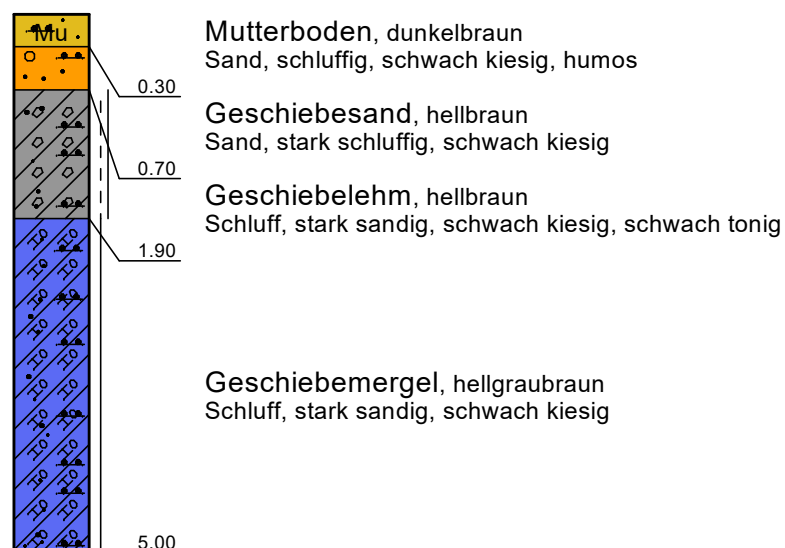 Mu
Mutterboden, dunkelbraun
Sand, schluffig, schwach kiesig, humos
0.30
Geschiebesand, hellbraun
Sand, stark schluffig, schwach kiesig
0.70
Geschiebelehm, hellbraun
Schluff, stark sandig, schwach kiesig, schwach tonig
1.90
Geschiebemergel, hellgraubraun
Schluff, stark sandig, schwach kiesig
5.00